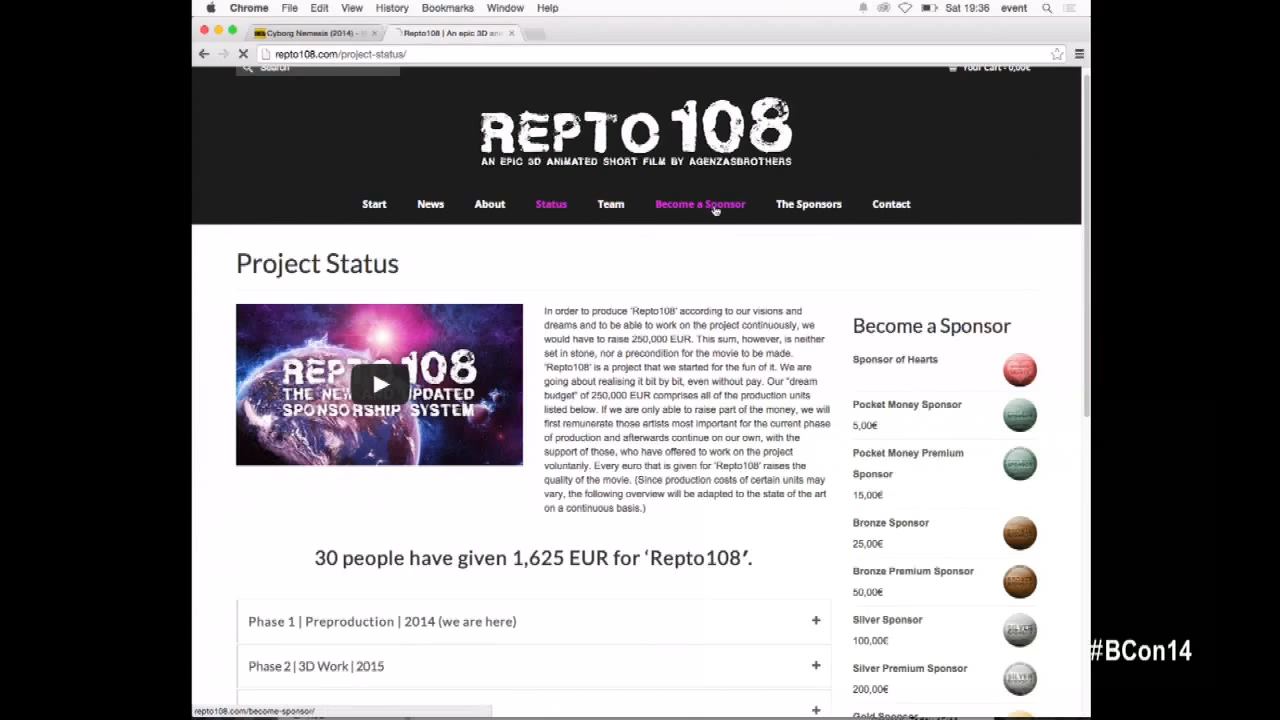 Chrome File Edit View History Bookmarks Window Help Sat 19:36 event
Cyborg Nemesis (2014) - Repto108 | An epic 3D ani
repto108.com/project-status/
Search Your Cart - 0,00€
REPTO 108
AN EPIC 3D ANIMATED SHORT FILM BY AGENZASBROTHERS
Start News About Status Team Become a Sponsor The Sponsors Contact
Project Status
REPTO 108
THE NEW AND UPDATED
SPONSORSHIP SYSTEM
In order to produce 'Repto108' according to our visions and
dreams and to be able to work on the project continuously, we
would have to raise 250,000 EUR. This sum, however, is neither
set in stone, nor a precondition for the movie to be made.
'Repto108' is a project that we started for the fun of it. We are
going about realising it bit by bit, even without pay. Our "dream
budget" of 250,000 EUR comprises all of the production units
listed below. If we are only able to raise part of the money, we will
first remunerate those artists most important for the current phase
of production and afterwards continue on our own, with the
support of those, who have offered to work on the project
voluntarily. Every euro that is given for 'Repto108' raises the
quality of the movie. (Since production costs of certain units may
vary, the following overview will be adapted to the state of the art
on a continuous basis.)
30 people have given 1,625 EUR for ‘Repto108′.
Phase 1 | Preproduction | 2014 (we are here) +
Phase 2 | 3D Work | 2015 +
+
Become a Sponsor
Sponsor of Hearts
Pocket Money Sponsor
5,00€
Pocket Money Premium
Sponsor
15,00€
Bronze Sponsor
25,00€
Bronze Premium Sponsor
50,00€
Silver Sponsor
100,00€
Silver Premium Sponsor
200,00€
Gold Sponsor
repto108.com/become-sponsor/
#BCon14